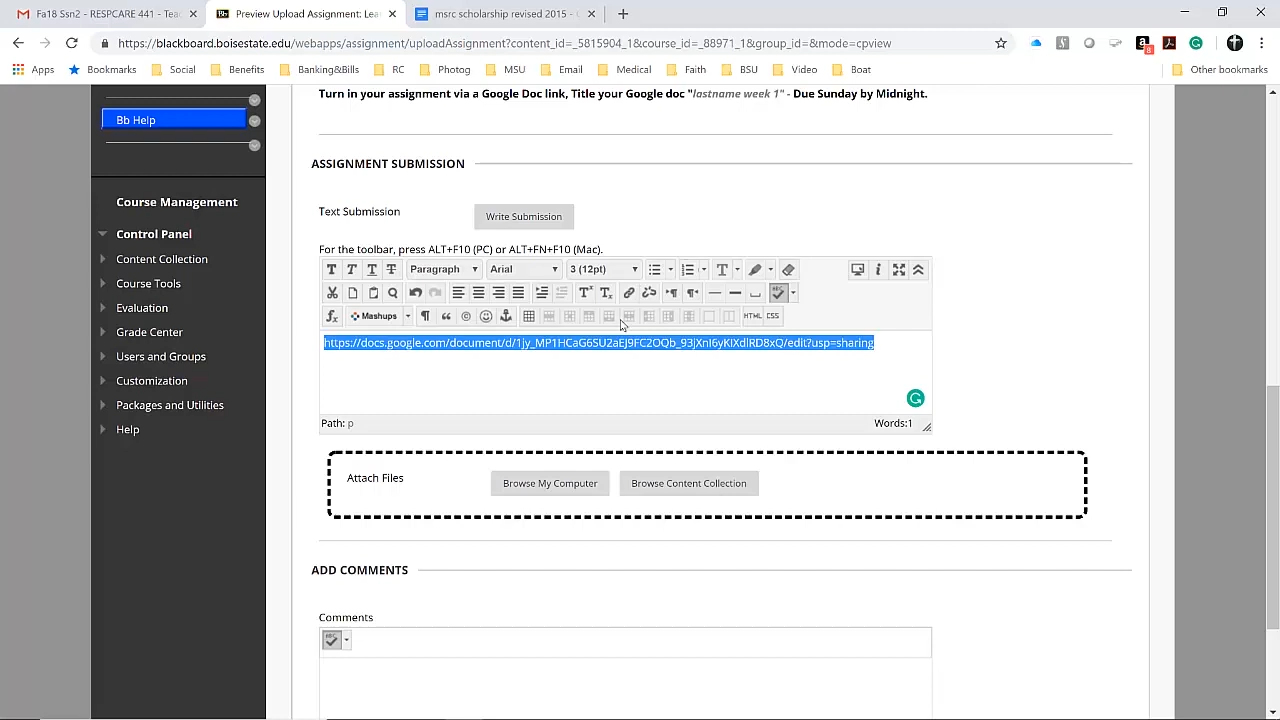 Fa18 Ssn2 - RESPCARE 441 - Tea
Preview Upload Assignment: Lea
msrc scholarship revised 2015 -
https://blackboard.boisestate.edu/webapps/assignment/uploadAssignment?content_id=_5815904_1&course_id=_88971_1&group_id=&mode=cpview
Apps Bookmarks Social Benefits Banking&Bills RC Photog MSU Email Medical Faith BSU Video Boat Other bookmarks
Turn in your assignment via a Google Doc link, Title your Google doc "lastname week 1" - Due Sunday by Midnight.
Bb Help
ASSIGNMENT SUBMISSION
Course Management
Control Panel
Content Collection
Course Tools
Evaluation
Grade Center
Users and Groups
Customization
Packages and Utilities
Help
Text Submission Write Submission
For the toolbar, press ALT+F10 (PC) or ALT+FN+F10 (Mac).
T T T T Paragraph Arial 3 (12pt) T
ABC
fx Mashups HTML CSS
https://docs.google.com/document/d/1jy_MP1HCaG6SU2aEJ9FC2OQb_93jXnI6yKIXdlRD8xQ/edit?usp=sharing
Path: p Words:1
Attach Files Browse My Computer Browse Content Collection
ADD COMMENTS
Comments
ABC